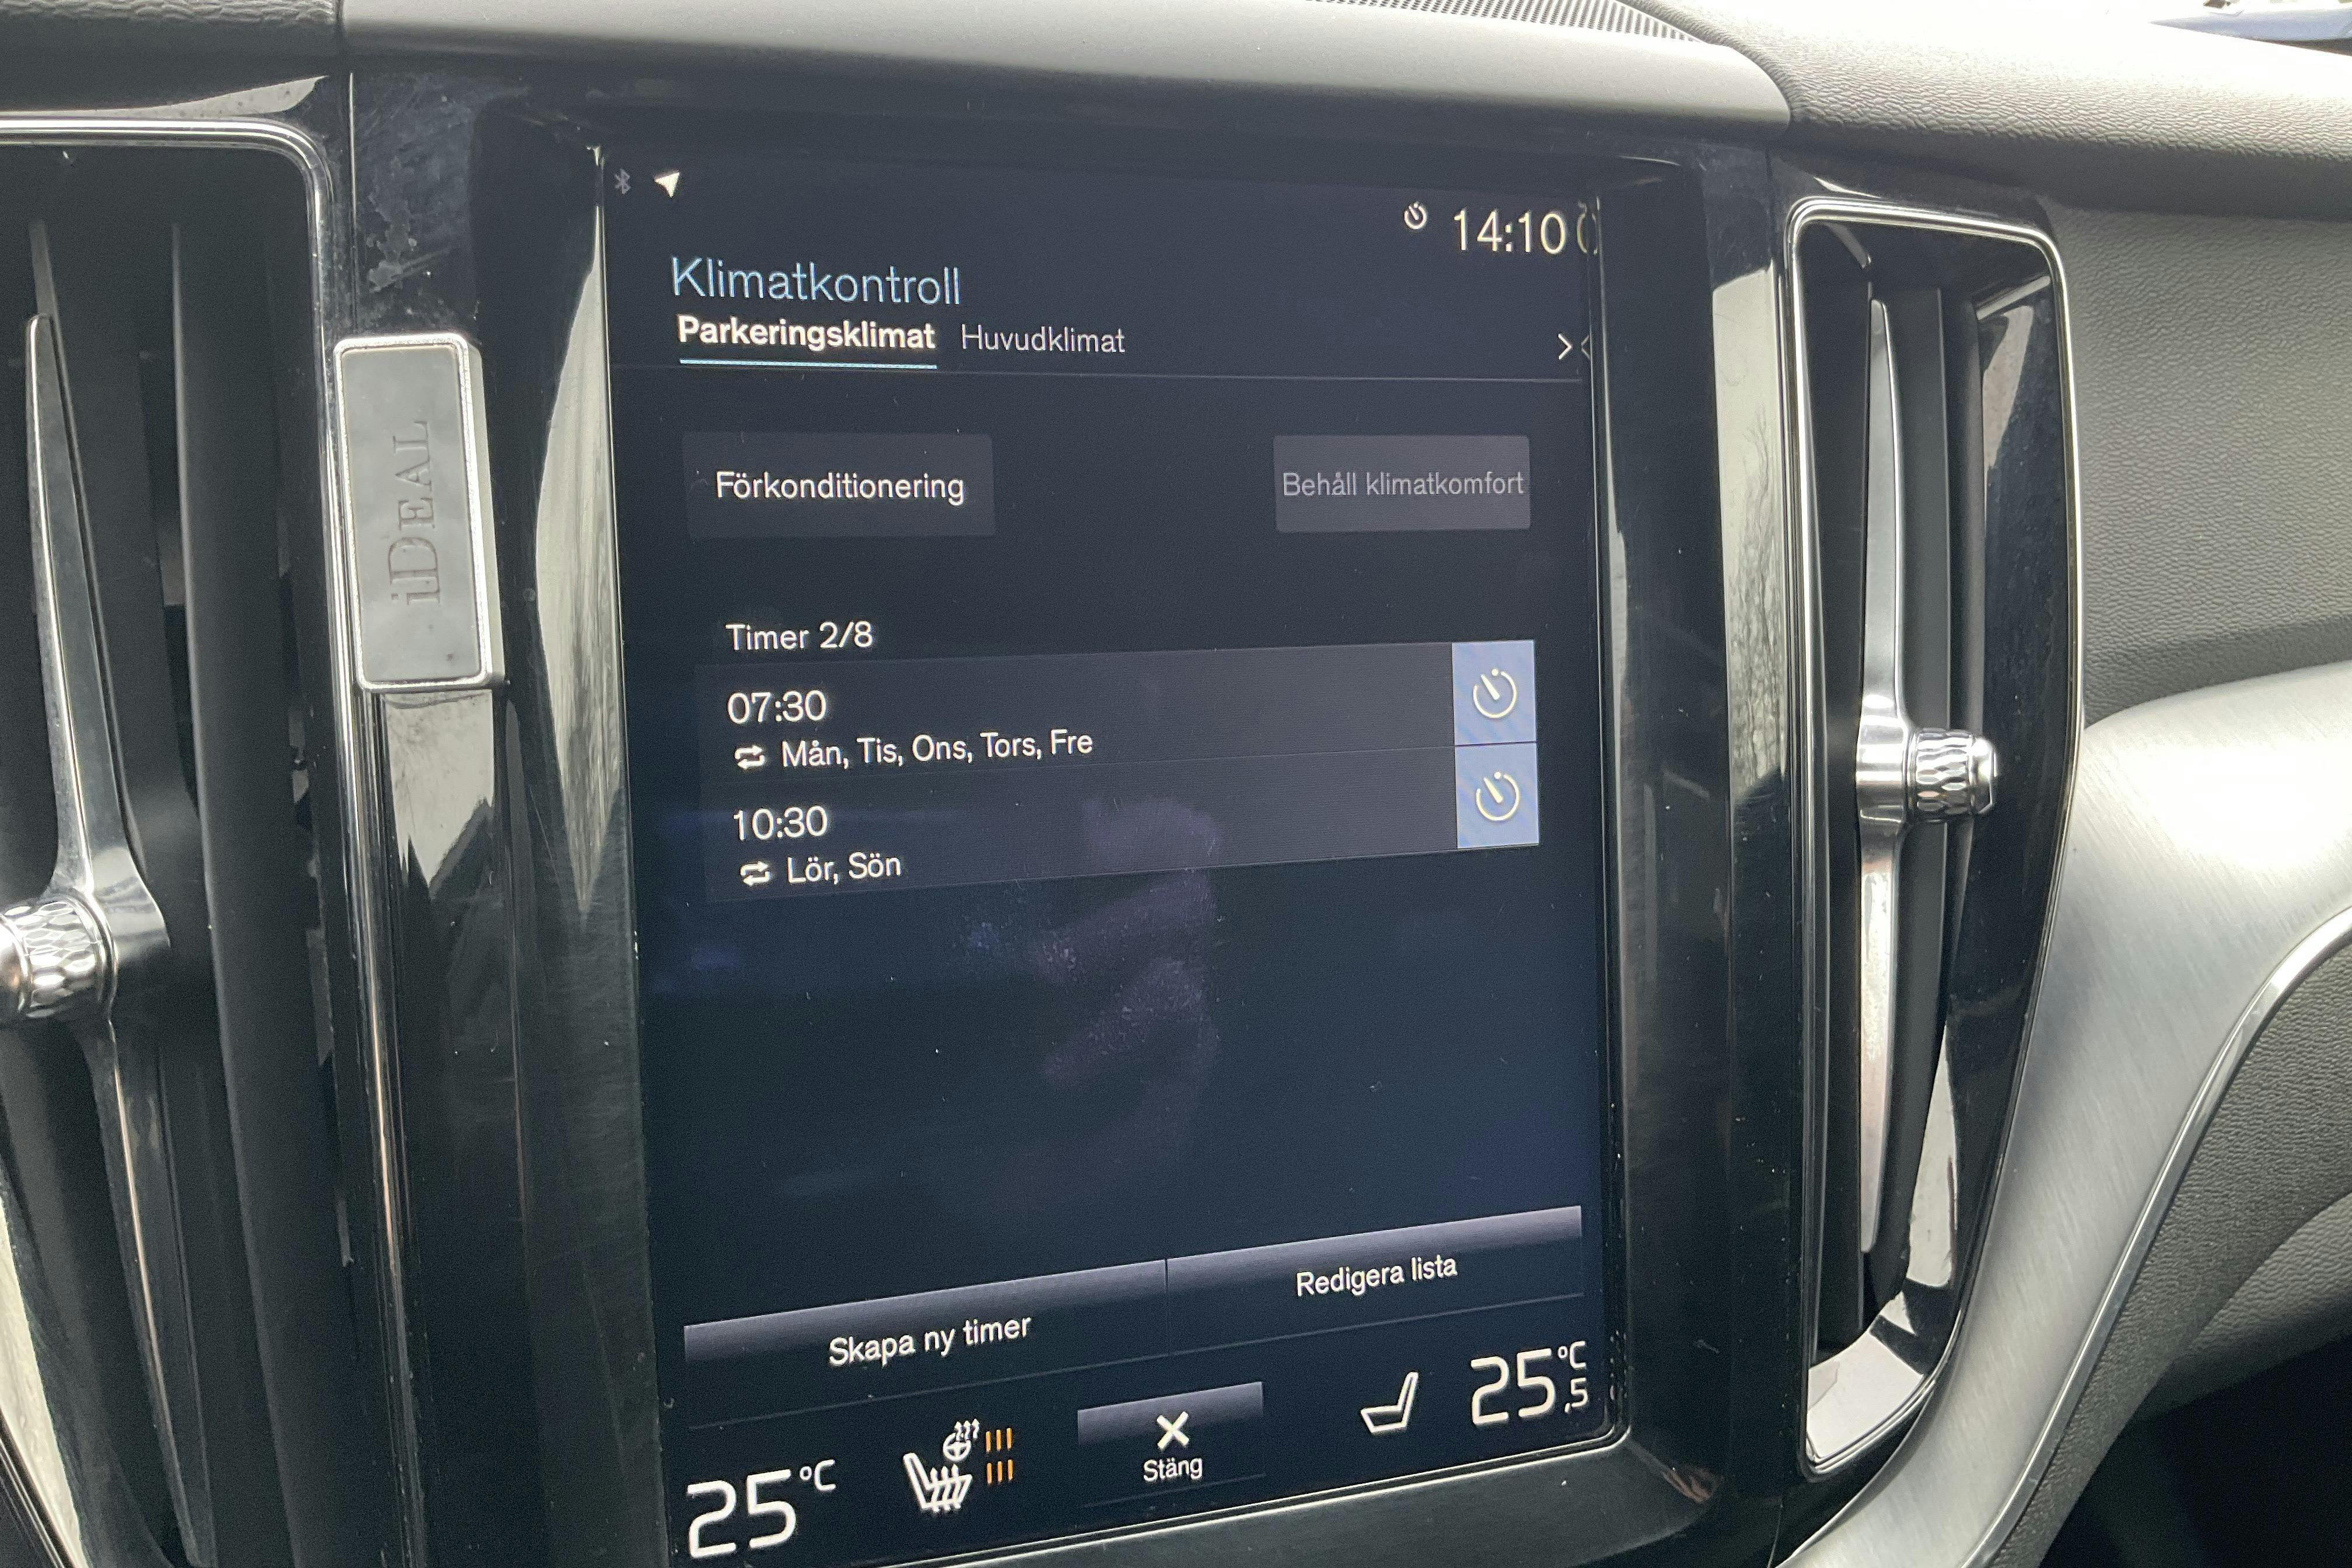 14:10
Klimatkontroll
Parkeringsklimat Huvudklimat
Förkonditionering
Behåll klimatkomfort
iDEAL
Timer 2/8
07:30
Mån, Tis, Ons, Tors, Fre
10:30
Lör, Sön
Skapa ny timer
Redigera lista
25°C
Stäng
25,5°C